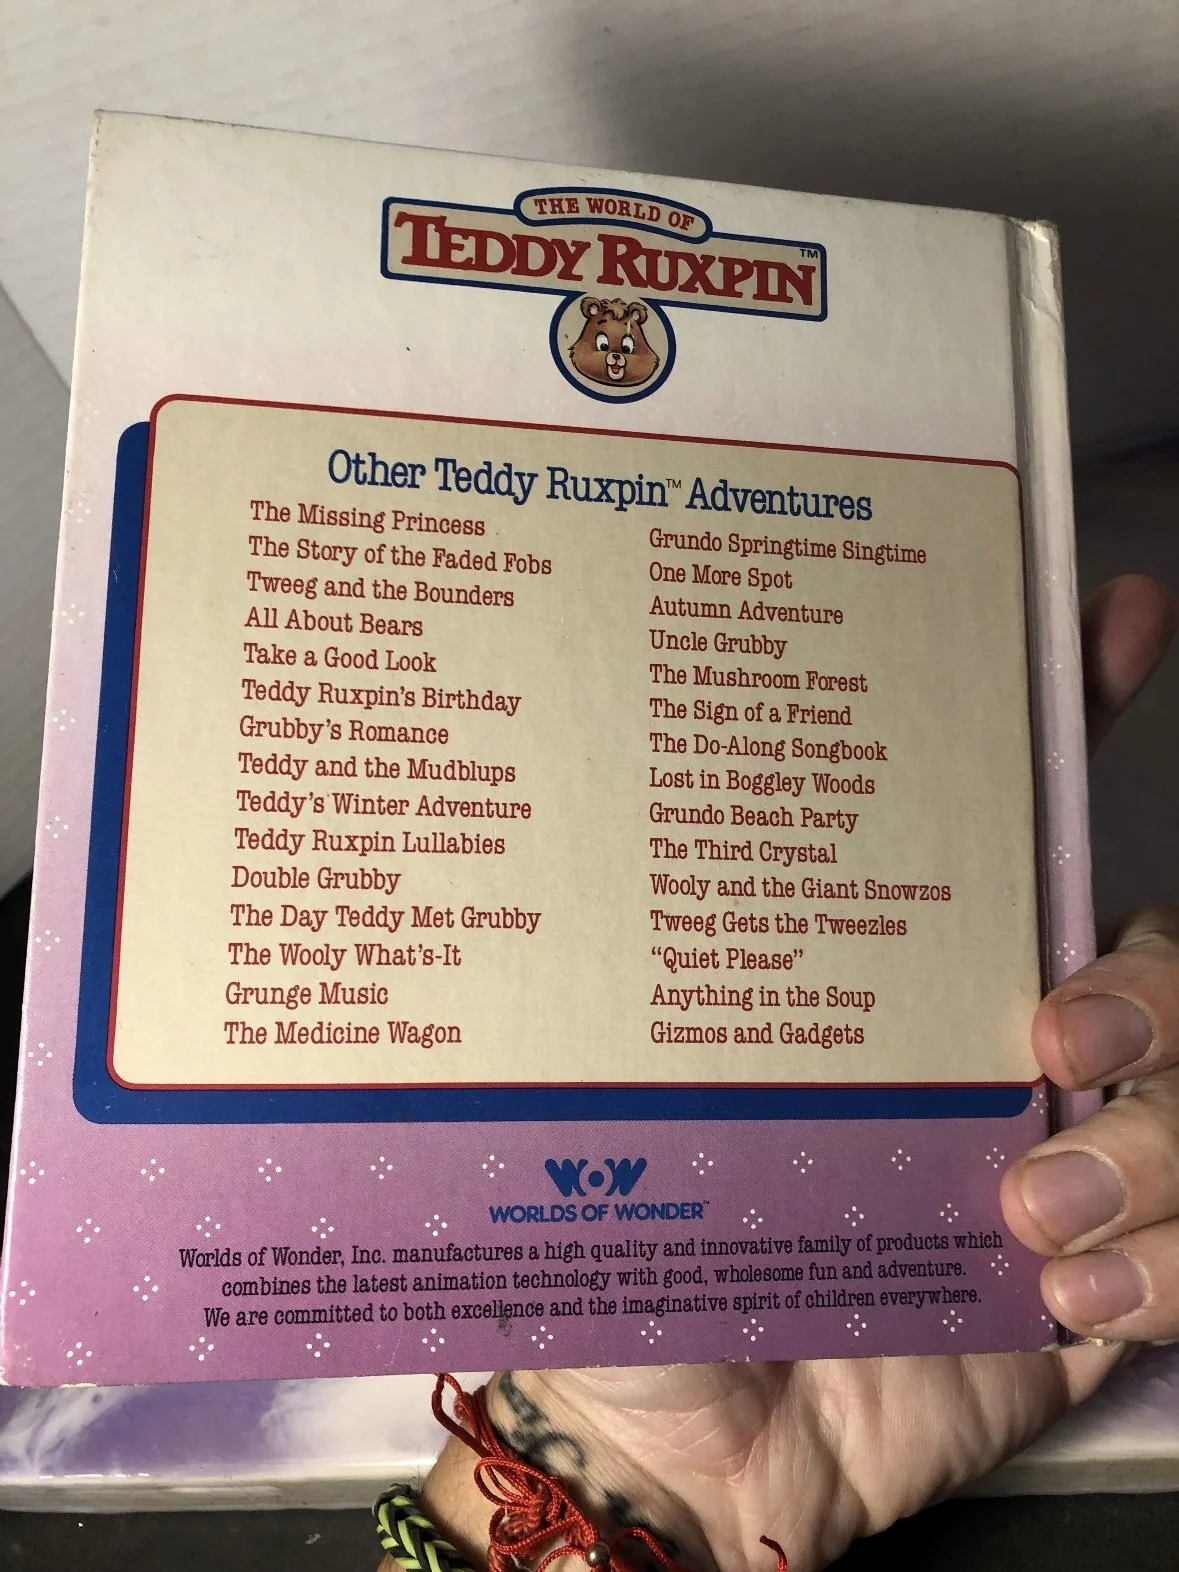 THE WORLD OF
TEDDY RUXPIN™
Other Teddy Ruxpin™ Adventures
The Missing Princess
The Story of the Faded Fobs
Tweeg and the Bounders
All About Bears
Take a Good Look
Teddy Ruxpin's Birthday
Grubby's Romance
Teddy and the Mudblups
Teddy's Winter Adventure
Teddy Ruxpin Lullabies
Double Grubby
The Day Teddy Met Grubby
The Wooly What's-It
Grunge Music
The Medicine Wagon
Grundo Springtime Singtime
One More Spot
Autumn Adventure
Uncle Grubby
The Mushroom Forest
The Sign of a Friend
The Do-Along Songbook
Lost in Boggley Woods
Grundo Beach Party
The Third Crystal
Wooly and the Giant Snowzos
Tweeg Gets the Tweezles
“Quiet Please”
Anything in the Soup
Gizmos and Gadgets
WOW
WORLDS OF WONDER™
Worlds of Wonder, Inc. manufactures a high quality and innovative family of products which
combines the latest animation technology with good, wholesome fun and adventure.
We are committed to both excellence and the imaginative spirit of children everywhere.